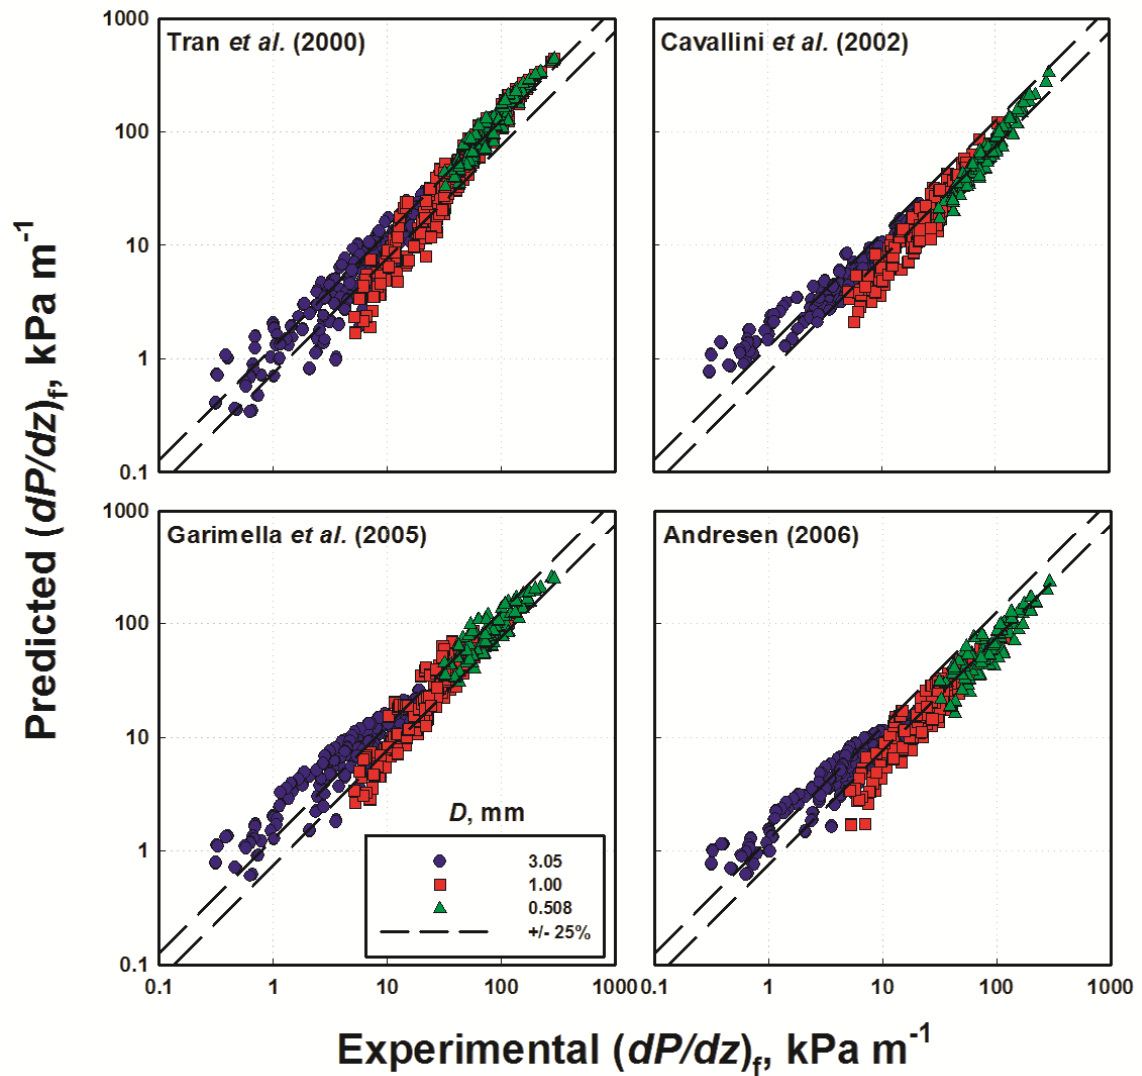 Tran et al. (2000)
Cavallini et al. (2002)
1000
100
10
1
0.1
Garimella et al. (2005)
Andresen (2006)
1000
100
10
1
0.1
D, mm
3.05
1.00
0.508
+/- 25%
0.1 1 10 100 1000
0.1 1 10 100 1000
Predicted (dP/dz)f, kPa m-1
Experimental (dP/dz)f, kPa m-1